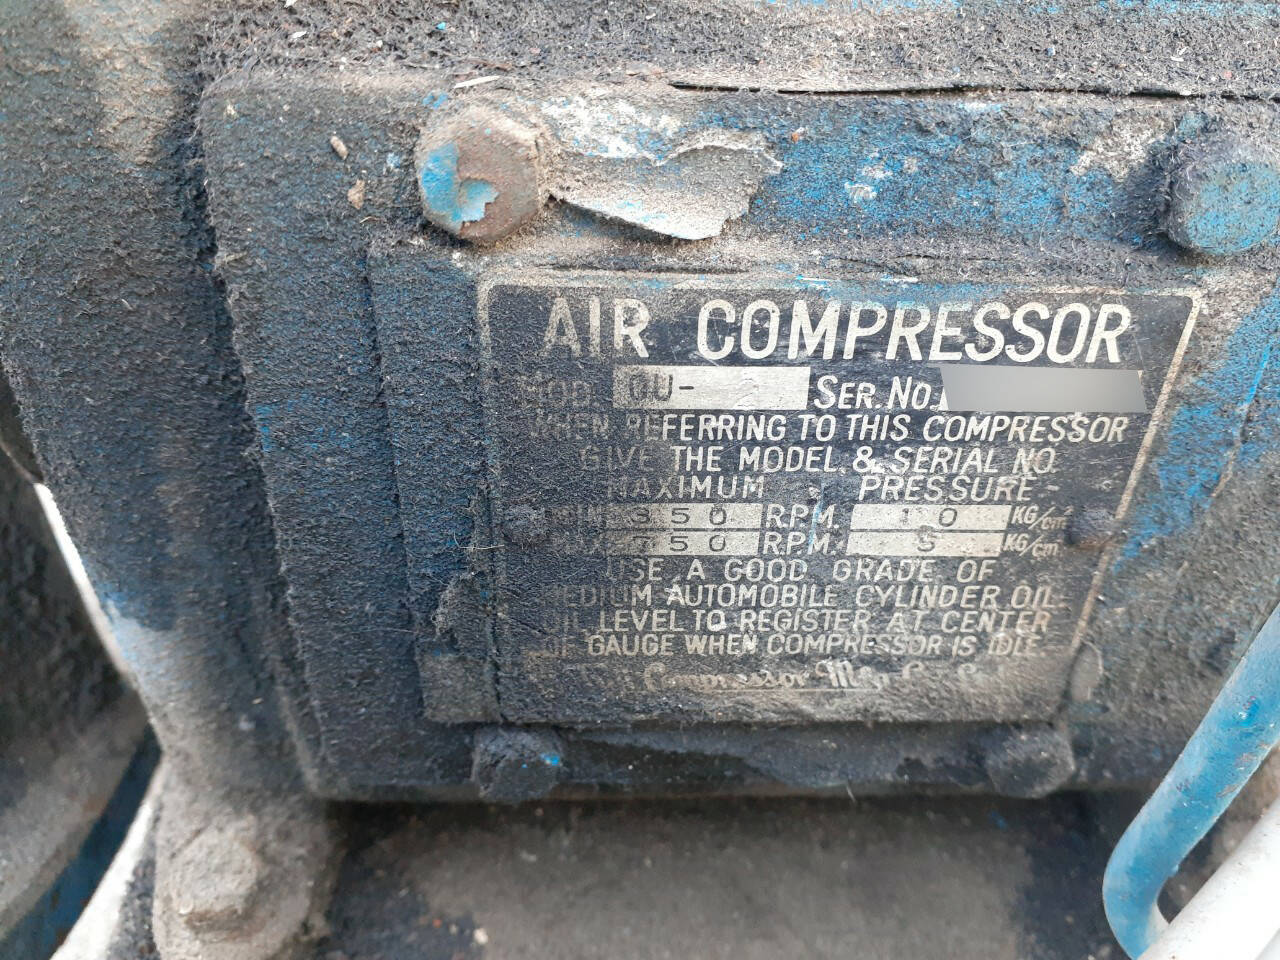 AIR COMPRESSOR
MOD. SER. NO.
WHEN REFERRING TO THIS COMPRESSOR
GIVE THE MODEL & SERIAL NO.
MAXIMUM PRESSURE
350 R.P.M. 10 KG/cm²
750 R.P.M. KG/cm²
USE A GOOD GRADE OF
MEDIUM AUTOMOBILE CYLINDER OIL.
OIL LEVEL TO REGISTER AT CENTER
OF GAUGE WHEN COMPRESSOR IS IDLE.
Compressor